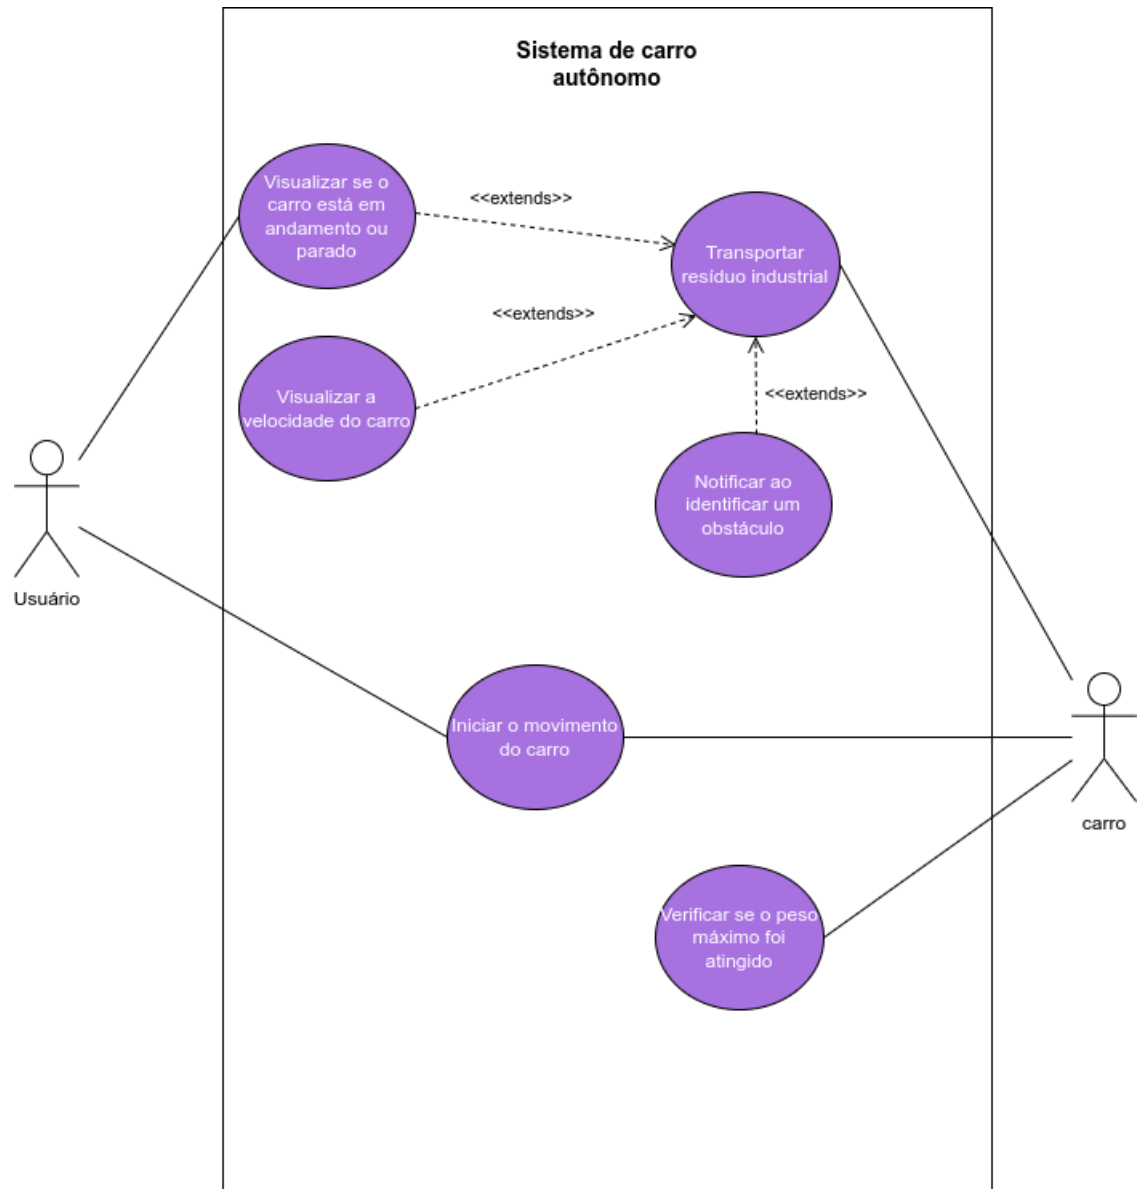 Sistema de carro
autônomo
Visualizar se o
carro está em
andamento ou
parado
<<extends>>
Transportar
resíduo industrial
<<extends>>
Visualizar a
velocidade do carro
<<extends>>
Notificar ao
identificar um
obstáculo
Usuário
Iniciar o movimento
do carro
carro
Verificar se o peso
máximo foi
atingido